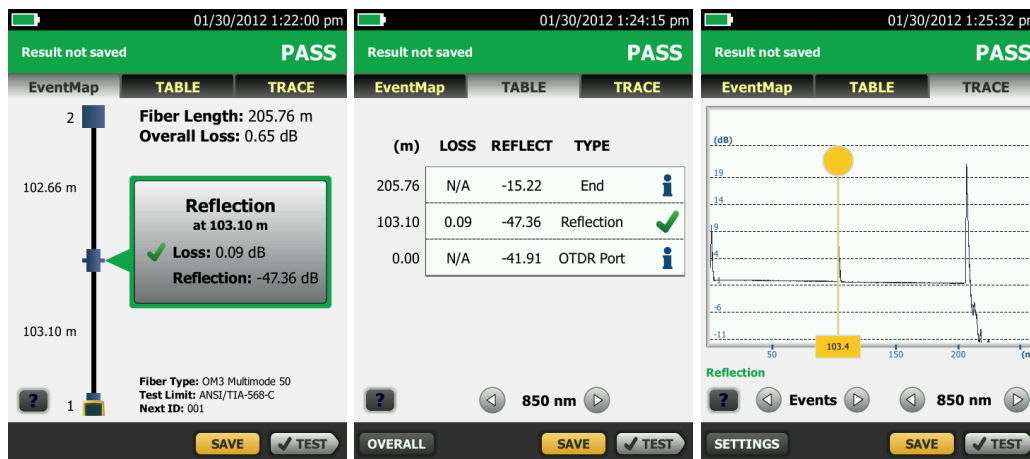 01/30/2012 1:22:00 pm
Result not saved PASS
EventMap TABLE TRACE
2 Fiber Length: 205.76 m
Overall Loss: 0.65 dB
102.66 m
Reflection
at 103.10 m
Loss: 0.09 dB
Reflection: -47.36 dB
103.10 m
Fiber Type: OM3 Multimode 50
Test Limit: ANSI/TIA-568-C
Next ID: 001
? 1
SAVE TEST
01/30/2012 1:24:15 pm
Result not saved PASS
EventMap TABLE TRACE
(m) LOSS REFLECT TYPE
205.76 N/A -15.22 End
103.10 0.09 -47.36 Reflection
0.00 N/A -41.91 OTDR Port
? 850 nm
OVERALL SAVE TEST
01/30/2012 1:25:32 pm
Result not saved PASS
EventMap TABLE TRACE
(dB)
19
14
9
4
-1
-6
-11
50 103.4 150 200 (m
Reflection
? Events 850 nm
SETTINGS SAVE TEST